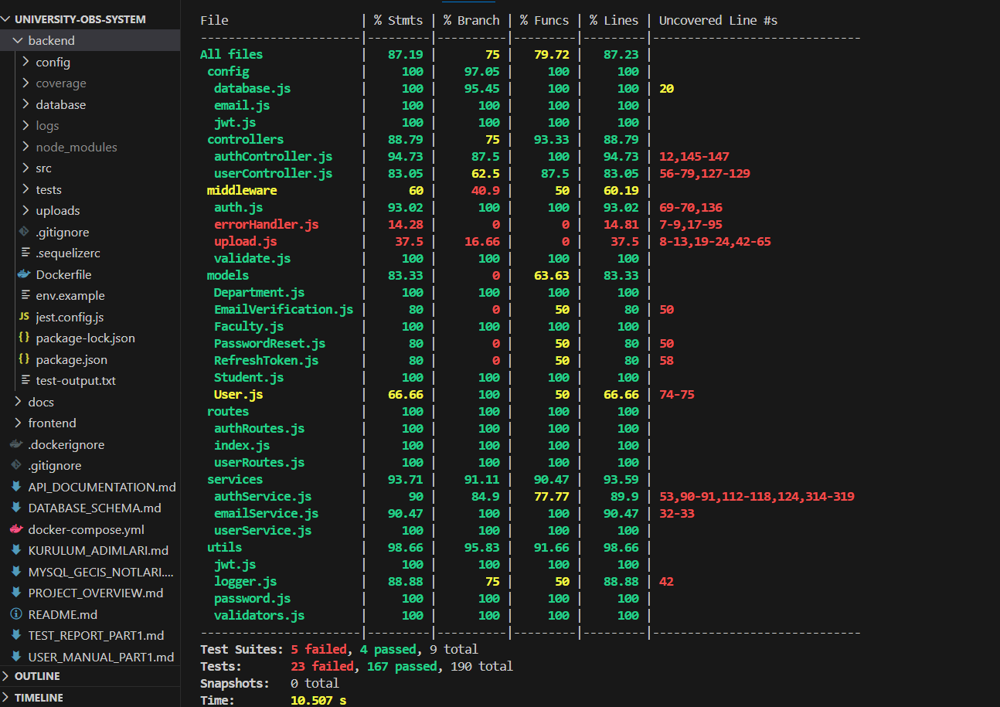 UNIVERSITY-OBS-SYSTEM
backend
config
coverage
database
logs
node_modules
src
tests
uploads
.gitignore
.sequelizerc
Dockerfile
env.example
JS jest.config.js
{} package-lock.json
{} package.json
test-output.txt
docs
frontend
.dockerignore
.gitignore
API_DOCUMENTATION.md
DATABASE_SCHEMA.md
docker-compose.yml
KURULUM_ADIMLARI.md
MYSQL_GECIS_NOTLARI....
PROJECT_OVERVIEW.md
README.md
TEST_REPORT_PART1.md
USER_MANUAL_PART1.md
OUTLINE
TIMELINE
File | % Stmts | % Branch | % Funcs | % Lines | Uncovered Line #s
-------------------------|---------|----------|---------|---------|------------------------------
All files | 87.19 | 75 | 79.72 | 87.23 |
config | 100 | 97.05 | 100 | 100 |
database.js | 100 | 95.45 | 100 | 100 | 20
email.js | 100 | 100 | 100 | 100 |
jwt.js | 100 | 100 | 100 | 100 |
controllers | 88.79 | 75 | 93.33 | 88.79 |
authController.js | 94.73 | 87.5 | 100 | 94.73 | 12,145-147
userController.js | 83.05 | 62.5 | 87.5 | 83.05 | 56-79,127-129
middleware | 60 | 40.9 | 50 | 60.19 |
auth.js | 93.02 | 100 | 100 | 93.02 | 69-70,136
errorHandler.js | 14.28 | 0 | 0 | 14.81 | 7-9,17-95
upload.js | 37.5 | 16.66 | 0 | 37.5 | 8-13,19-24,42-65
validate.js | 100 | 100 | 100 | 100 |
models | 83.33 | 0 | 63.63 | 83.33 |
Department.js | 100 | 100 | 100 | 100 |
EmailVerification.js | 80 | 0 | 50 | 80 | 50
Faculty.js | 100 | 100 | 100 | 100 |
PasswordReset.js | 80 | 0 | 50 | 80 | 50
RefreshToken.js | 80 | 0 | 50 | 80 | 58
Student.js | 100 | 100 | 100 | 100 |
User.js | 66.66 | 100 | 50 | 66.66 | 74-75
routes | 100 | 100 | 100 | 100 |
authRoutes.js | 100 | 100 | 100 | 100 |
index.js | 100 | 100 | 100 | 100 |
userRoutes.js | 100 | 100 | 100 | 100 |
services | 93.71 | 91.11 | 90.47 | 93.59 |
authService.js | 90 | 84.9 | 77.77 | 89.9 | 53,90-91,112-118,124,314-319
emailService.js | 90.47 | 100 | 100 | 90.47 | 32-33
userService.js | 100 | 100 | 100 | 100 |
utils | 98.66 | 95.83 | 91.66 | 98.66 |
jwt.js | 100 | 100 | 100 | 100 |
logger.js | 88.88 | 75 | 50 | 88.88 | 42
password.js | 100 | 100 | 100 | 100 |
validators.js | 100 | 100 | 100 | 100 |
-------------------------|---------|----------|---------|---------|------------------------------
Test Suites: 5 failed, 4 passed, 9 total
Tests: 23 failed, 167 passed, 190 total
Snapshots: 0 total
Time: 10.507 s